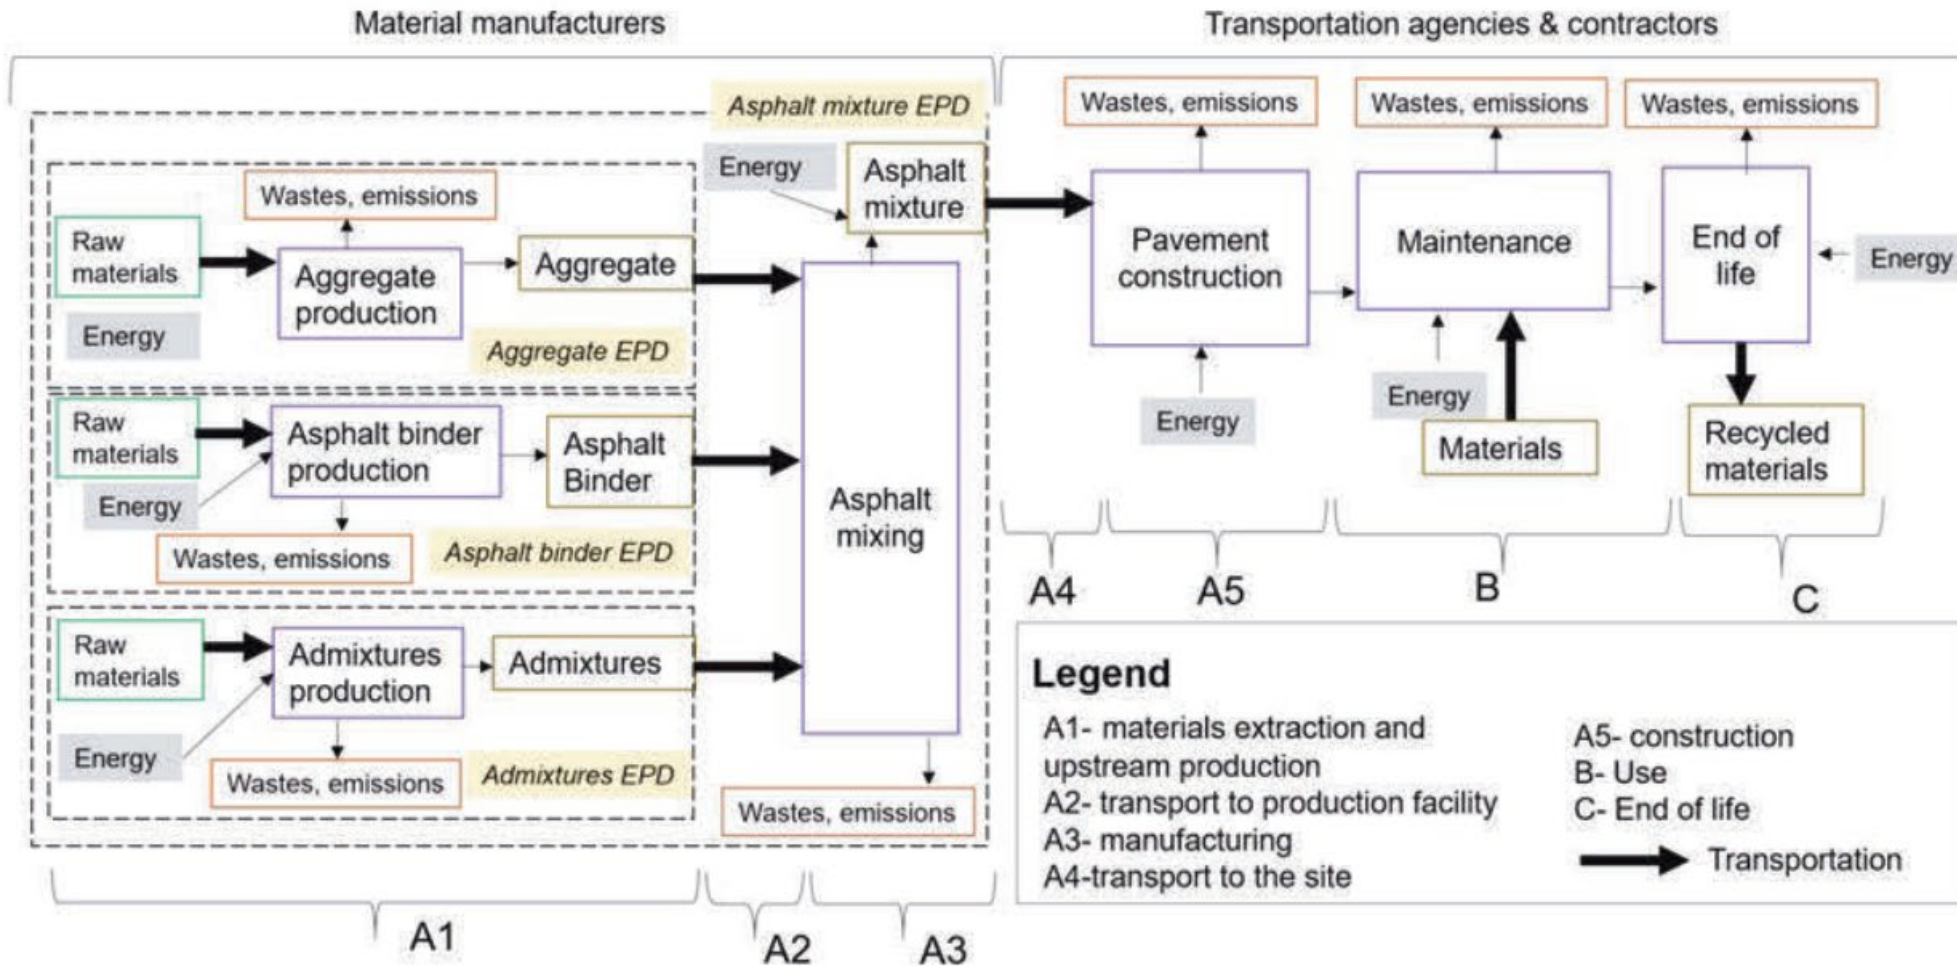 Material manufacturers
Transportation agencies & contractors
Asphalt mixture EPD
Wastes, emissions
Wastes, emissions
Wastes, emissions
Energy
Asphalt
mixture
Wastes, emissions
Raw
materials
Energy
Aggregate
production
Aggregate
Aggregate EPD
Raw
materials
Energy
Asphalt binder
production
Asphalt
Binder
Wastes, emissions
Asphalt binder EPD
Raw
materials
Energy
Admixtures
production
Admixtures
Wastes, emissions
Admixtures EPD
Asphalt
mixing
Wastes, emissions
Pavement
construction
Energy
Maintenance
Energy
Materials
End of
life
Energy
Recycled
materials
A1
A2
A3
A4
A5
B
C
Legend
A1- materials extraction and
upstream production
A2- transport to production facility
A3- manufacturing
A4-transport to the site
A5- construction
B- Use
C- End of life
Transportation